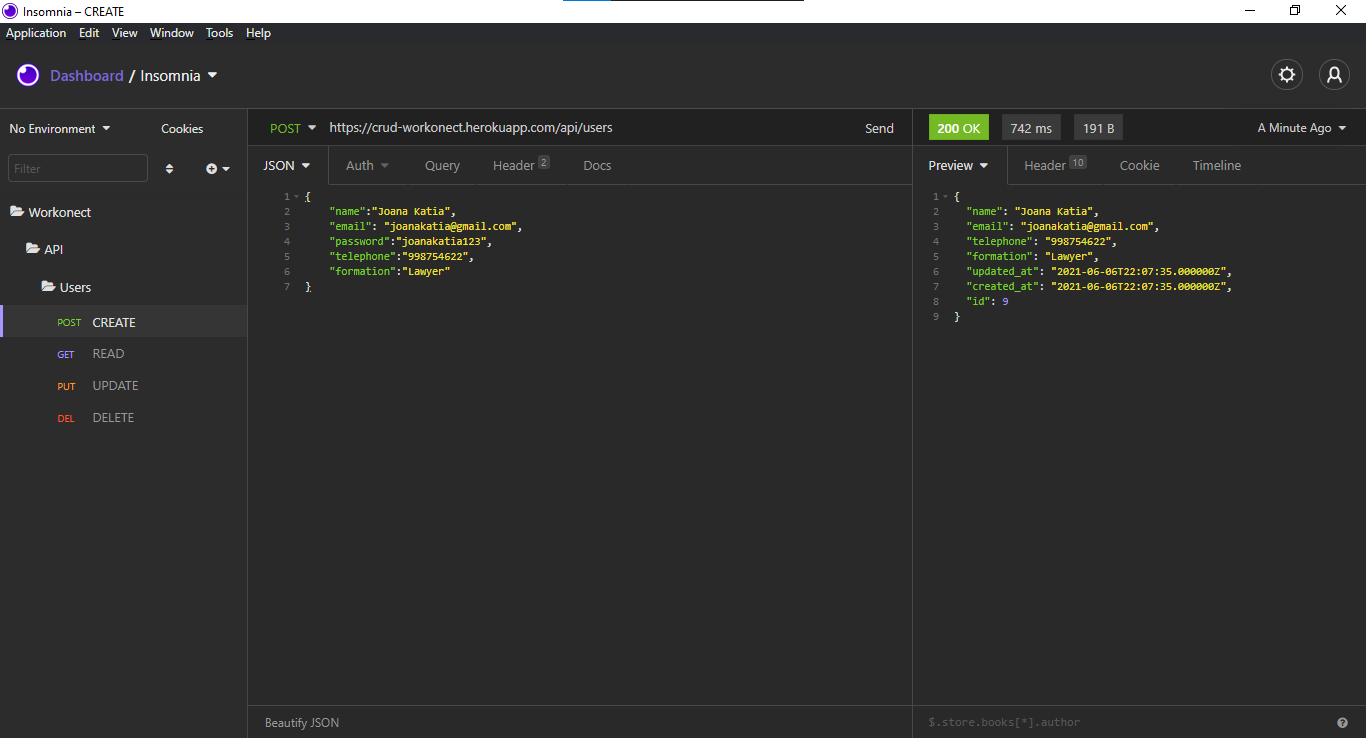 Insomnia – CREATE
Application Edit View Window Tools Help
Dashboard / Insomnia
No Environment Cookies
Filter
Workonect
API
Users
POST CREATE
GET READ
PUT UPDATE
DEL DELETE
POST https://crud-workonect.herokuapp.com/api/users Send
JSON Auth Query Header 2 Docs
1 {
2 "name":"Joana Katia",
3 "email": "joanakatia@gmail.com",
4 "password":"joanakatia123",
5 "telephone":"998754622",
6 "formation":"Lawyer"
7 }
Beautify JSON
200 OK 742 ms 191 B A Minute Ago
Preview Header 10 Cookie Timeline
1 {
2 "name": "Joana Katia",
3 "email": "joanakatia@gmail.com",
4 "telephone": "998754622",
5 "formation": "Lawyer",
6 "updated_at": "2021-06-06T22:07:35.000000Z",
7 "created_at": "2021-06-06T22:07:35.000000Z",
8 "id": 9
9 }
$.store.books[*].author ?